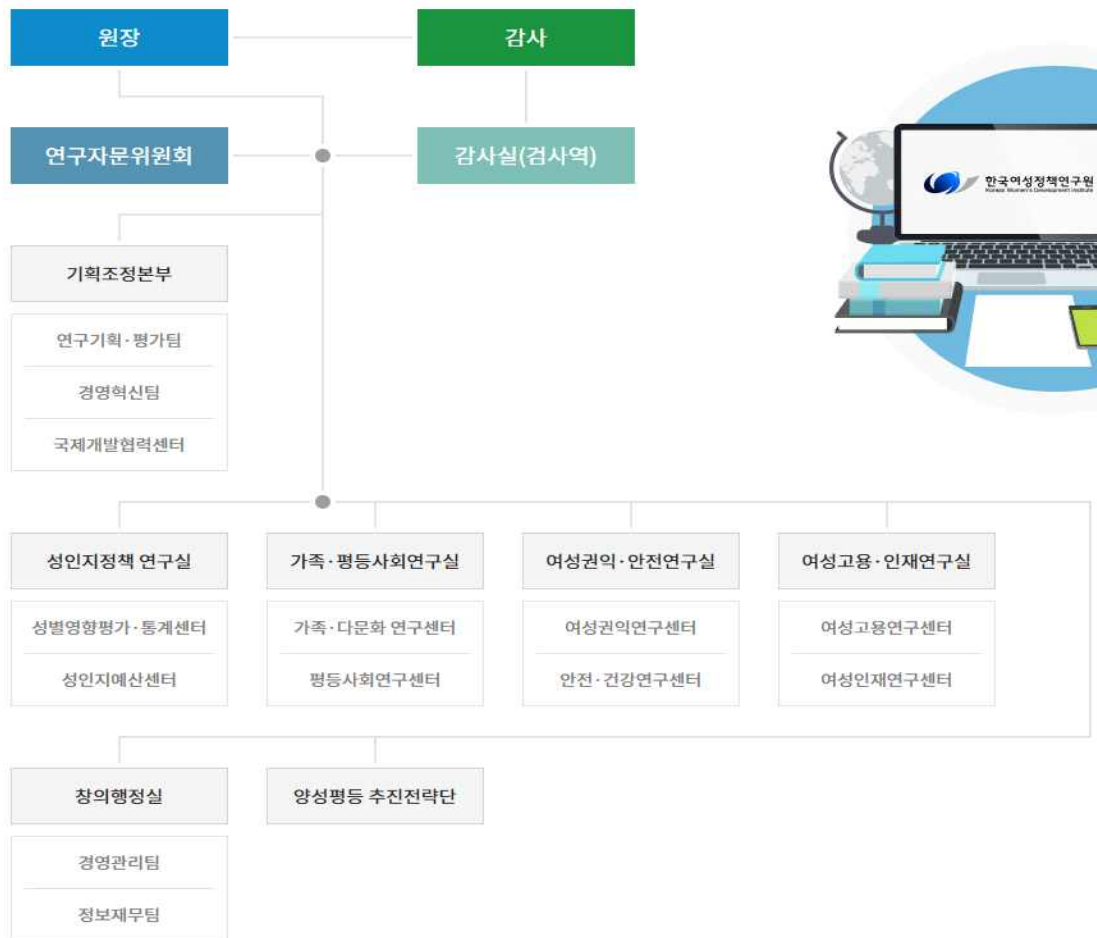 원장
감사
연구자문위원회
감사실(검사역)
한국여성정책연구원
Korean Women's Development Institute
기획조정본부
연구기획·평가팀
경영혁신팀
국제개발협력센터
성인지정책 연구실
가족·평등사회연구실
여성권익·안전연구실
여성고용·인재연구실
성별영향평가·통계센터
가족·다문화 연구센터
여성권익연구센터
여성고용연구센터
성인지예산센터
평등사회연구센터
안전·건강연구센터
여성인재연구센터
창의행정실
양성평등 추진전략단
경영관리팀
정보재무팀